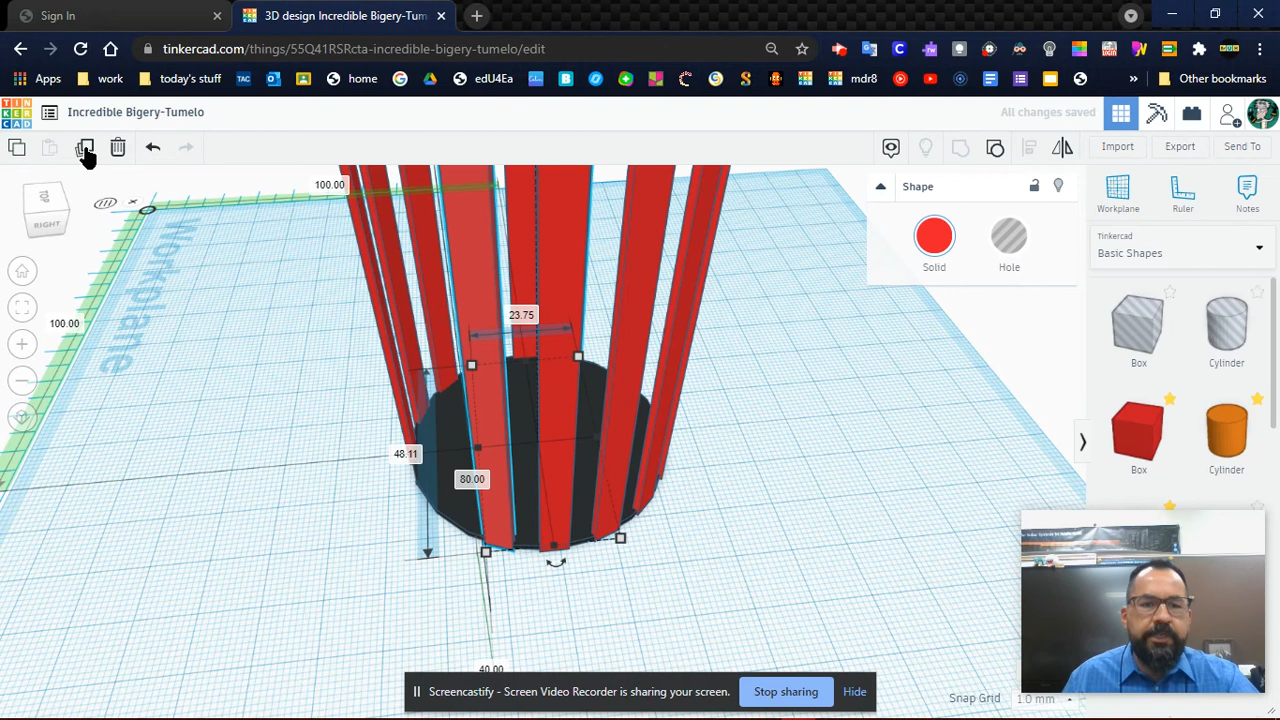 Sign In
3D design Incredible Bigery-Tum
tinkercad.com/things/55Q41RSRcta-incredible-bigery-tumelo/edit
Apps
work
today's stuff
TAC
home
edU4Ea
mdr8
Other bookmarks
TIN
KER
CAD
Incredible Bigery-Tumelo
All changes saved
Import
Export
Send To
Shape
Solid
Hole
Workplane
Ruler
Notes
Tinkercad
Basic Shapes
Box
Cylinder
Box
Cylinder
RIGHT
Workplane
100.00
100.00
23.75
48.11
80.00
40.00
Screencastify - Screen Video Recorder is sharing your screen.
Stop sharing
Hide
Snap Grid
1.0 mm